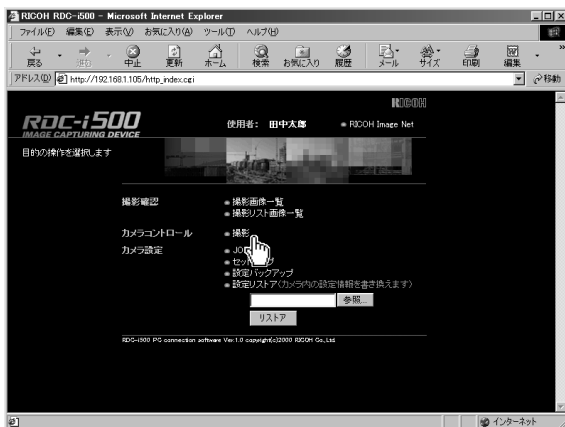 RICOH RDC-i500 - Microsoft Internet Explorer
ファイル(F) 編集(E) 表示(V) お気に入り(A) ツール(T) ヘルプ(H)
戻る 進む 中止 更新 ホーム 検索 お気に入り 履歴 メール サイズ 印刷 編集
アドレス(D) http://192.168.1.105/http_index.cgi 移動
RICOH
RDC-i500
IMAGE CAPTURING DEVICE
使用者: 田中太郎 RICOH Image Net
目的の操作を選択します
撮影確認 撮影画像一覧
撮影リスト画像一覧
カメラコントロール 撮影
カメラ設定
設定バックアップ
設定リストア(カメラ内の設定情報を書き換えます)
参照...
リストア
RDC-i500 PC connection software Ver.1.0 copyright(c)2000 RICOH Co.,Ltd.
インターネット